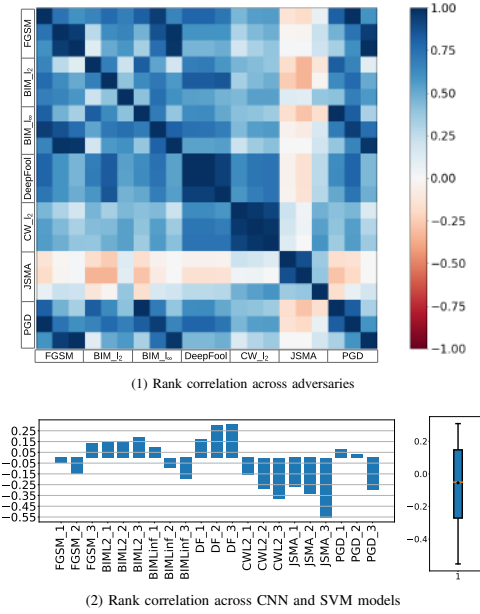 FGSM
BIM_l₂
BIM_l∞
DeepFool
CW_l₂
JSMA
PGD
FGSM BIM_l₂ BIM_l∞ DeepFool CW_l₂ JSMA PGD
1.00
0.75
0.50
0.25
0.00
−0.25
−0.50
−0.75
−1.00
(1) Rank correlation across adversaries
0.25
0.15
0.05
−0.05
−0.15
−0.25
−0.35
−0.45
−0.55
FGSM_1 FGSM_2 FGSM_3 BIML2_1 BIML2_2 BIML2_3 BIMLinf_1 BIMLinf_2 BIMLinf_3 DF_1 DF_2 DF_3 CWL2_1 CWL2_2 CWL2_3 JSMA_1 JSMA_2 JSMA_3 PGD_1 PGD_2 PGD_3
0.2
0.0
−0.2
−0.4
1
(2) Rank correlation across CNN and SVM models